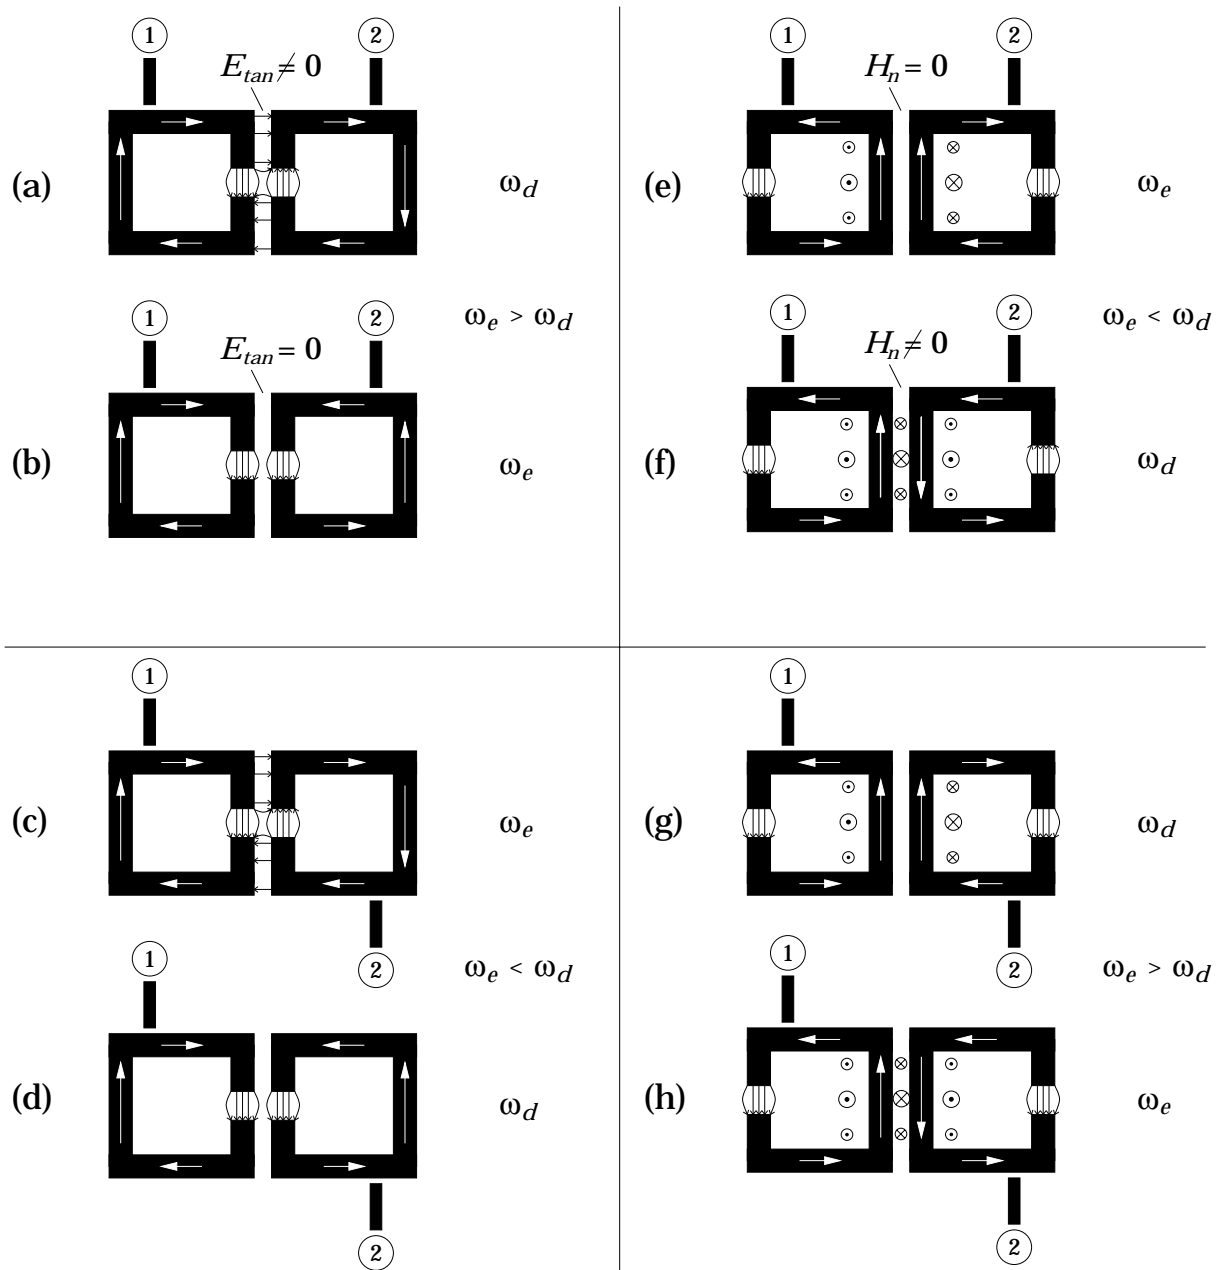 1
2
E_tan ≠ 0
(a)
ω_d
1
2
ω_e > ω_d
E_tan = 0
(b)
ω_e
1
2
H_n = 0
(e)
ω_e
1
2
ω_e < ω_d
H_n ≠ 0
(f)
ω_d
1
(c)
ω_e
1
2
ω_e < ω_d
(d)
ω_d
2
1
(g)
ω_d
1
2
ω_e > ω_d
(h)
ω_e
2